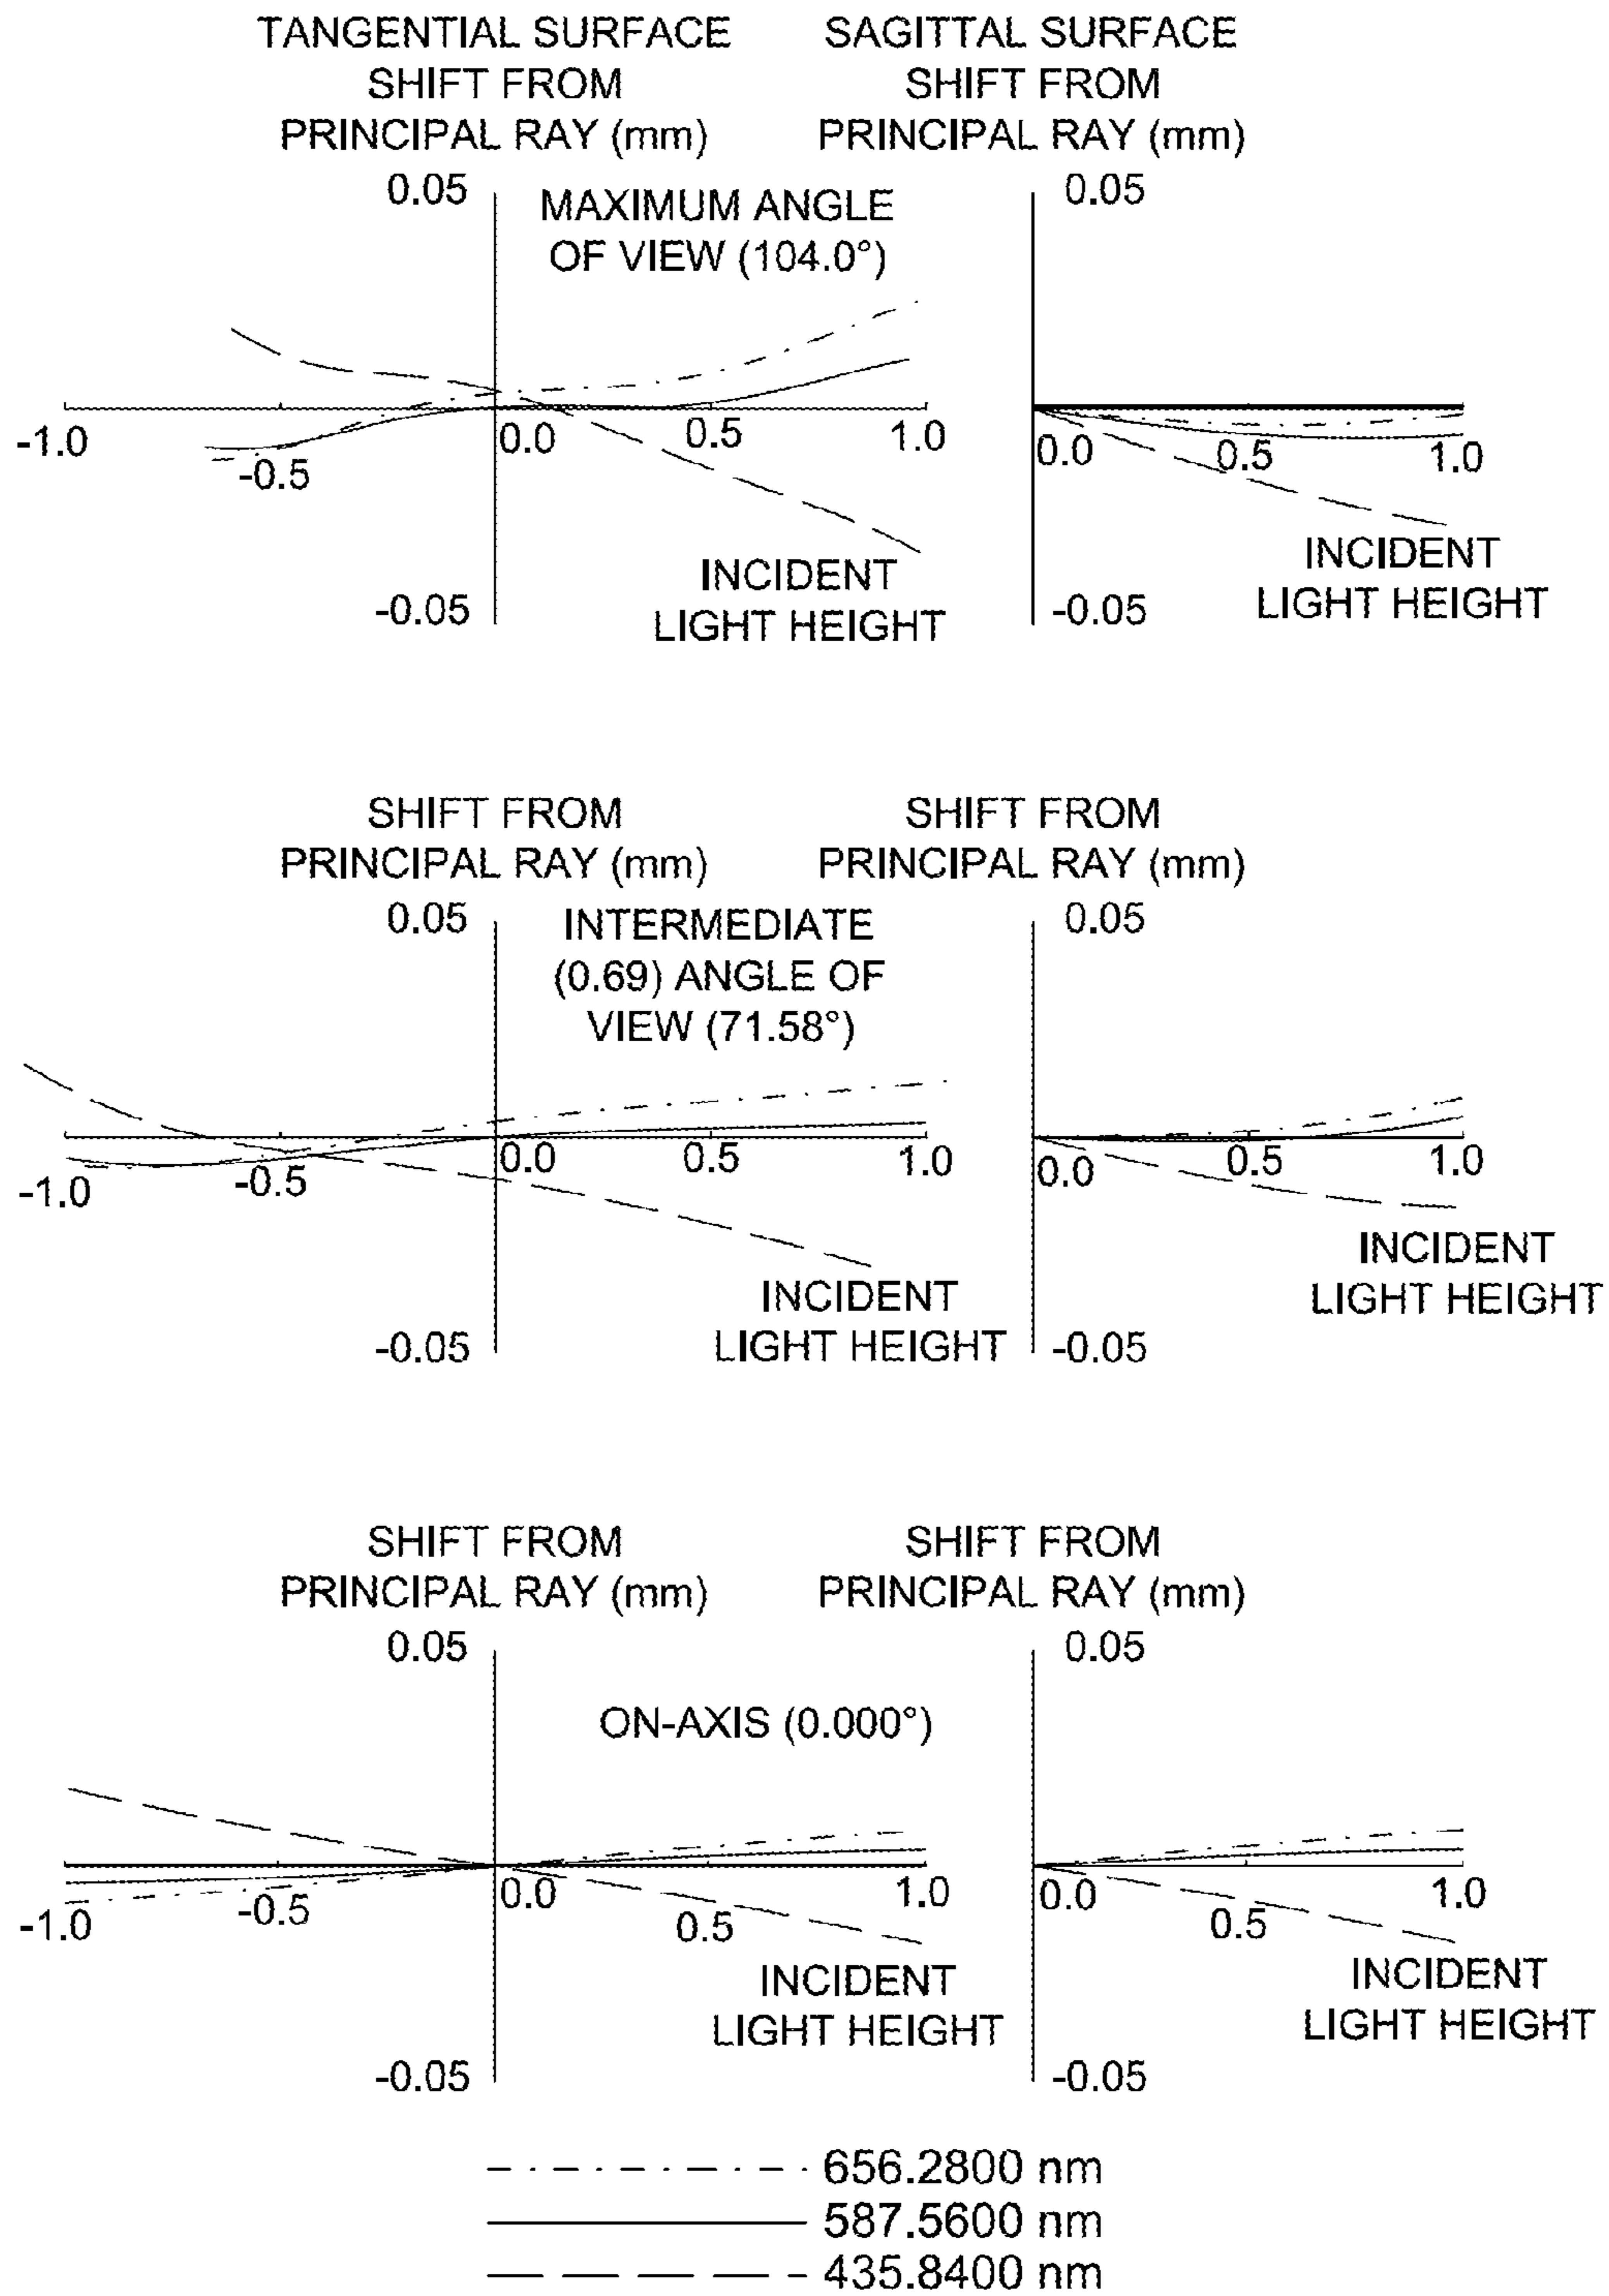 TANGENTIAL SURFACE
SHIFT FROM
PRINCIPAL RAY (mm)
SAGITTAL SURFACE
SHIFT FROM
PRINCIPAL RAY (mm)
0.05
MAXIMUM ANGLE
OF VIEW (104.0°)
-1.0
-0.5
0.0
0.5
1.0
INCIDENT
LIGHT HEIGHT
-0.05
0.05
0.0
0.5
1.0
INCIDENT
LIGHT HEIGHT
-0.05
SHIFT FROM
PRINCIPAL RAY (mm)
SHIFT FROM
PRINCIPAL RAY (mm)
0.05
INTERMEDIATE
(0.69) ANGLE OF
VIEW (71.58°)
-1.0
-0.5
0.0
0.5
1.0
INCIDENT
LIGHT HEIGHT
-0.05
0.05
0.0
0.5
1.0
INCIDENT
LIGHT HEIGHT
-0.05
SHIFT FROM
PRINCIPAL RAY (mm)
SHIFT FROM
PRINCIPAL RAY (mm)
0.05
ON-AXIS (0.000°)
-1.0
-0.5
0.0
0.5
1.0
INCIDENT
LIGHT HEIGHT
-0.05
0.05
0.0
0.5
1.0
INCIDENT
LIGHT HEIGHT
-0.05
656.2800 nm
587.5600 nm
435.8400 nm